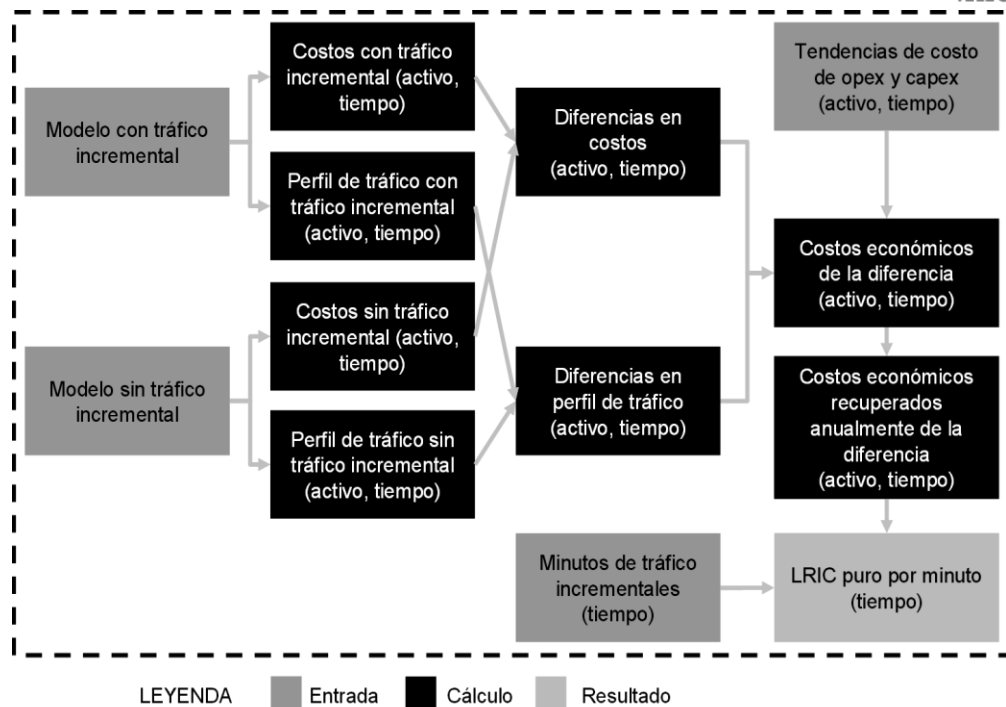 Costos con tráfico
incremental (activo,
tiempo)
Tendencias de costo
de opex y capex
(activo, tiempo)
Modelo con tráfico
incremental
Diferencias en
costos
(activo, tiempo)
Perfil de tráfico con
tráfico incremental
(activo, tiempo)
Costos económicos
de la diferencia
(activo, tiempo)
Costos sin tráfico
incremental (activo,
tiempo)
Modelo sin tráfico
incremental
Diferencias en
perfil de tráfico
(activo, tiempo)
Costos económicos
recuperados
anualmente de la
diferencia
(activo, tiempo)
Perfil de tráfico sin
tráfico incremental
(activo, tiempo)
Minutos de tráfico
incrementales
(tiempo)
LRIC puro por minuto
(tiempo)
LEYENDA
Entrada
Cálculo
Resultado